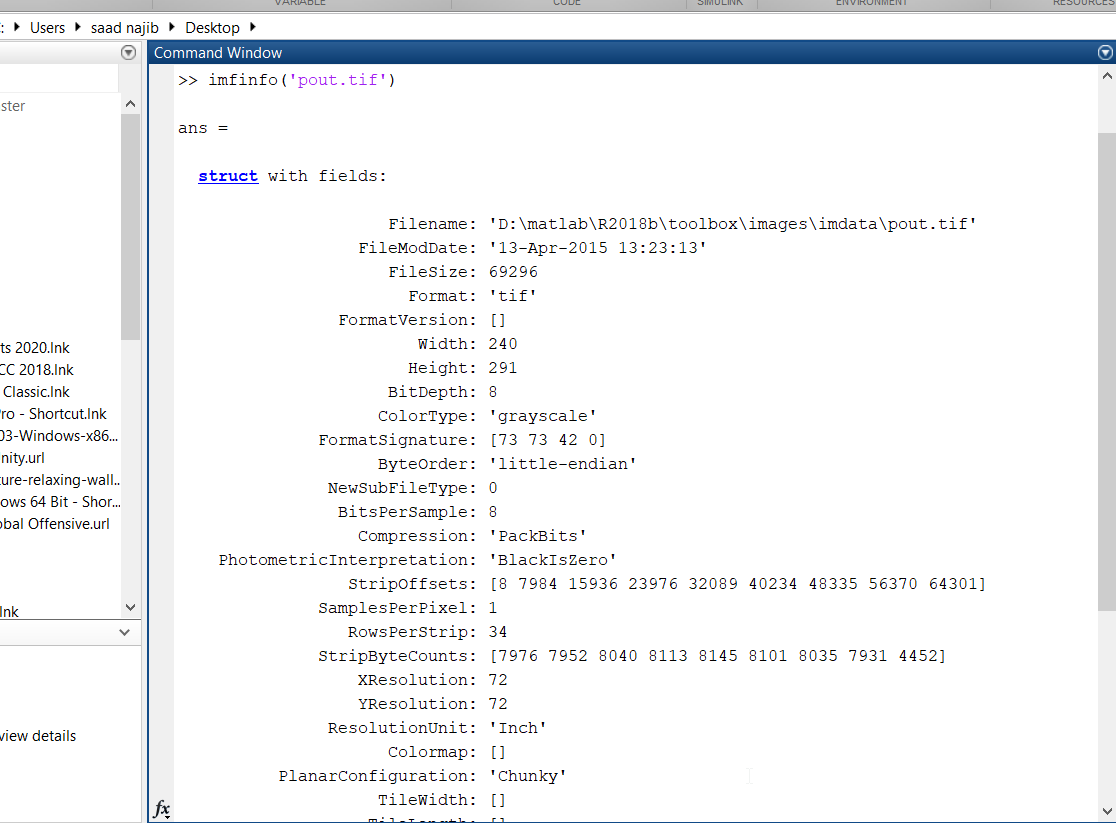 VARIABLE CODE SIMULINK ENVIRONMENT RESOURCES
: Users saad najib Desktop
Command Window
>> imfinfo('pout.tif')
ster
ans =
struct with fields:
Filename: 'D:\matlab\R2018b\toolbox\images\imdata\pout.tif'
FileModDate: '13-Apr-2015 13:23:13'
FileSize: 69296
Format: 'tif'
FormatVersion: []
Width: 240
Height: 291
BitDepth: 8
ColorType: 'grayscale'
FormatSignature: [73 73 42 0]
ByteOrder: 'little-endian'
NewSubFileType: 0
BitsPerSample: 8
Compression: 'PackBits'
PhotometricInterpretation: 'BlackIsZero'
StripOffsets: [8 7984 15936 23976 32089 40234 48335 56370 64301]
SamplesPerPixel: 1
RowsPerStrip: 34
StripByteCounts: [7976 7952 8040 8113 8145 8101 8035 7931 4452]
XResolution: 72
YResolution: 72
ResolutionUnit: 'Inch'
Colormap: []
PlanarConfiguration: 'Chunky'
TileWidth: []
TileLength: []
fx
ts 2020.lnk
CC 2018.lnk
Classic.lnk
ro - Shortcut.lnk
03-Windows-x86...
nity.url
ture-relaxing-wall...
ows 64 Bit - Shor...
obal Offensive.url
lnk
view details